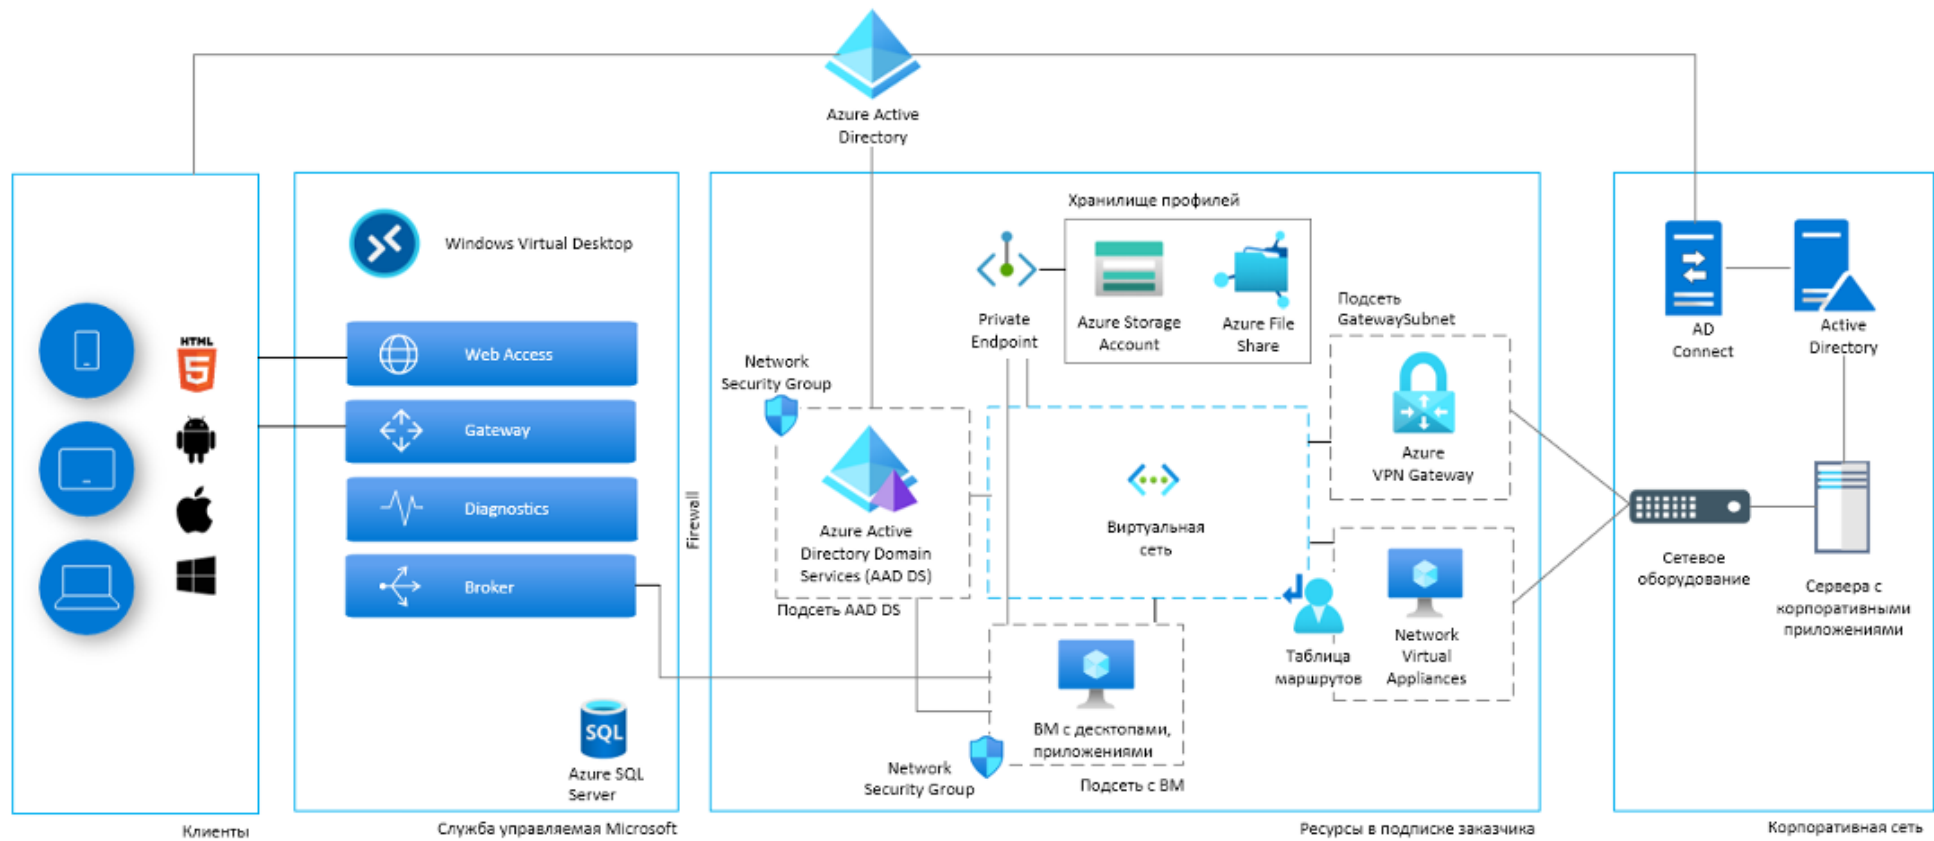 Azure Active
Directory
HTML
5
Windows Virtual Desktop
Web Access
Gateway
Diagnostics
Broker
SQL
Azure SQL
Server
Firewall
Хранилище профилей
Private
Endpoint
Azure Storage
Account
Azure File
Share
Network
Security Group
Azure Active
Directory Domain
Services (AAD DS)
Подсеть AAD DS
Виртуальная
сеть
Подсеть
GatewaySubnet
Azure
VPN Gateway
Таблица
маршрутов
Network
Virtual
Appliances
ВМ с десктопами,
приложениями
Network
Security Group
Подсеть с ВМ
AD
Connect
Active
Directory
Сетевое
оборудование
Сервера с
корпоративными
приложениями
Клиенты
Служба управляемая Microsoft
Ресурсы в подписке заказчика
Корпоративная сеть